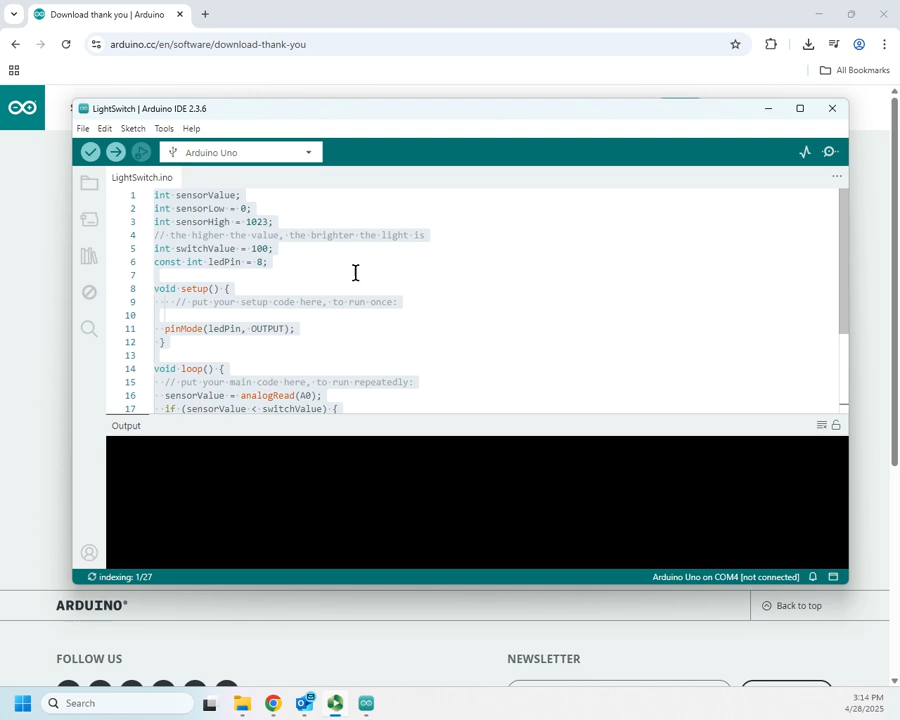 Download thank you | Arduino
arduino.cc/en/software/download-thank-you
All Bookmarks
LightSwitch | Arduino IDE 2.3.6
File Edit Sketch Tools Help
Arduino Uno
LightSwitch.ino
1 int sensorValue;
2 int sensorLow = 0;
3 int sensorHigh = 1023;
4 // the higher the value, the brighter the light is
5 int switchValue = 100;
6 const int ledPin = 8;
7
8 void setup() {
9 // put your setup code here, to run once:
10
11 pinMode(ledPin, OUTPUT);
12 }
13
14 void loop() {
15 // put your main code here, to run repeatedly:
16 sensorValue = analogRead(A0);
17 if (sensorValue < switchValue) {
Output
indexing: 1/27
Arduino Uno on COM4 [not connected]
ARDUINO®
Back to top
FOLLOW US
NEWSLETTER
Search
3:14 PM
4/28/2025